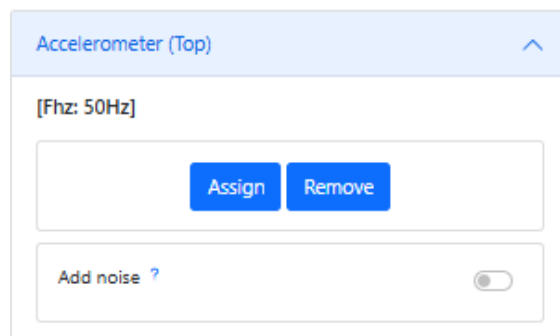 Accelerometer (Top)
[Fhz: 50Hz]
Assign Remove
Add noise ?